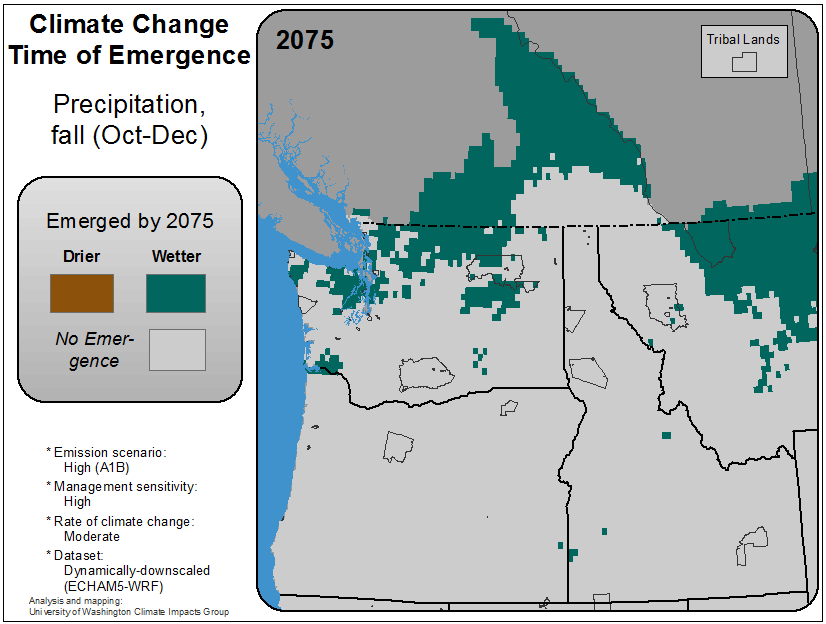 Climate Change
Time of Emergence
Precipitation,
fall (Oct-Dec)
Emerged by 2075
Drier
Wetter
No Emer-
gence
* Emission scenario:
High (A1B)
* Management sensitivity:
High
* Rate of climate change:
Moderate
* Dataset:
Dynamically-downscaled
(ECHAM5-WRF)
Analysis and mapping:
University of Washington Climate Impacts Group
2075
Tribal Lands